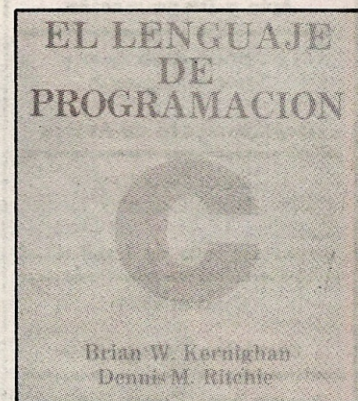 EL LENGUAJE
DE
PROGRAMACION
C
Brian W. Kernighan
Dennis M. Ritchie